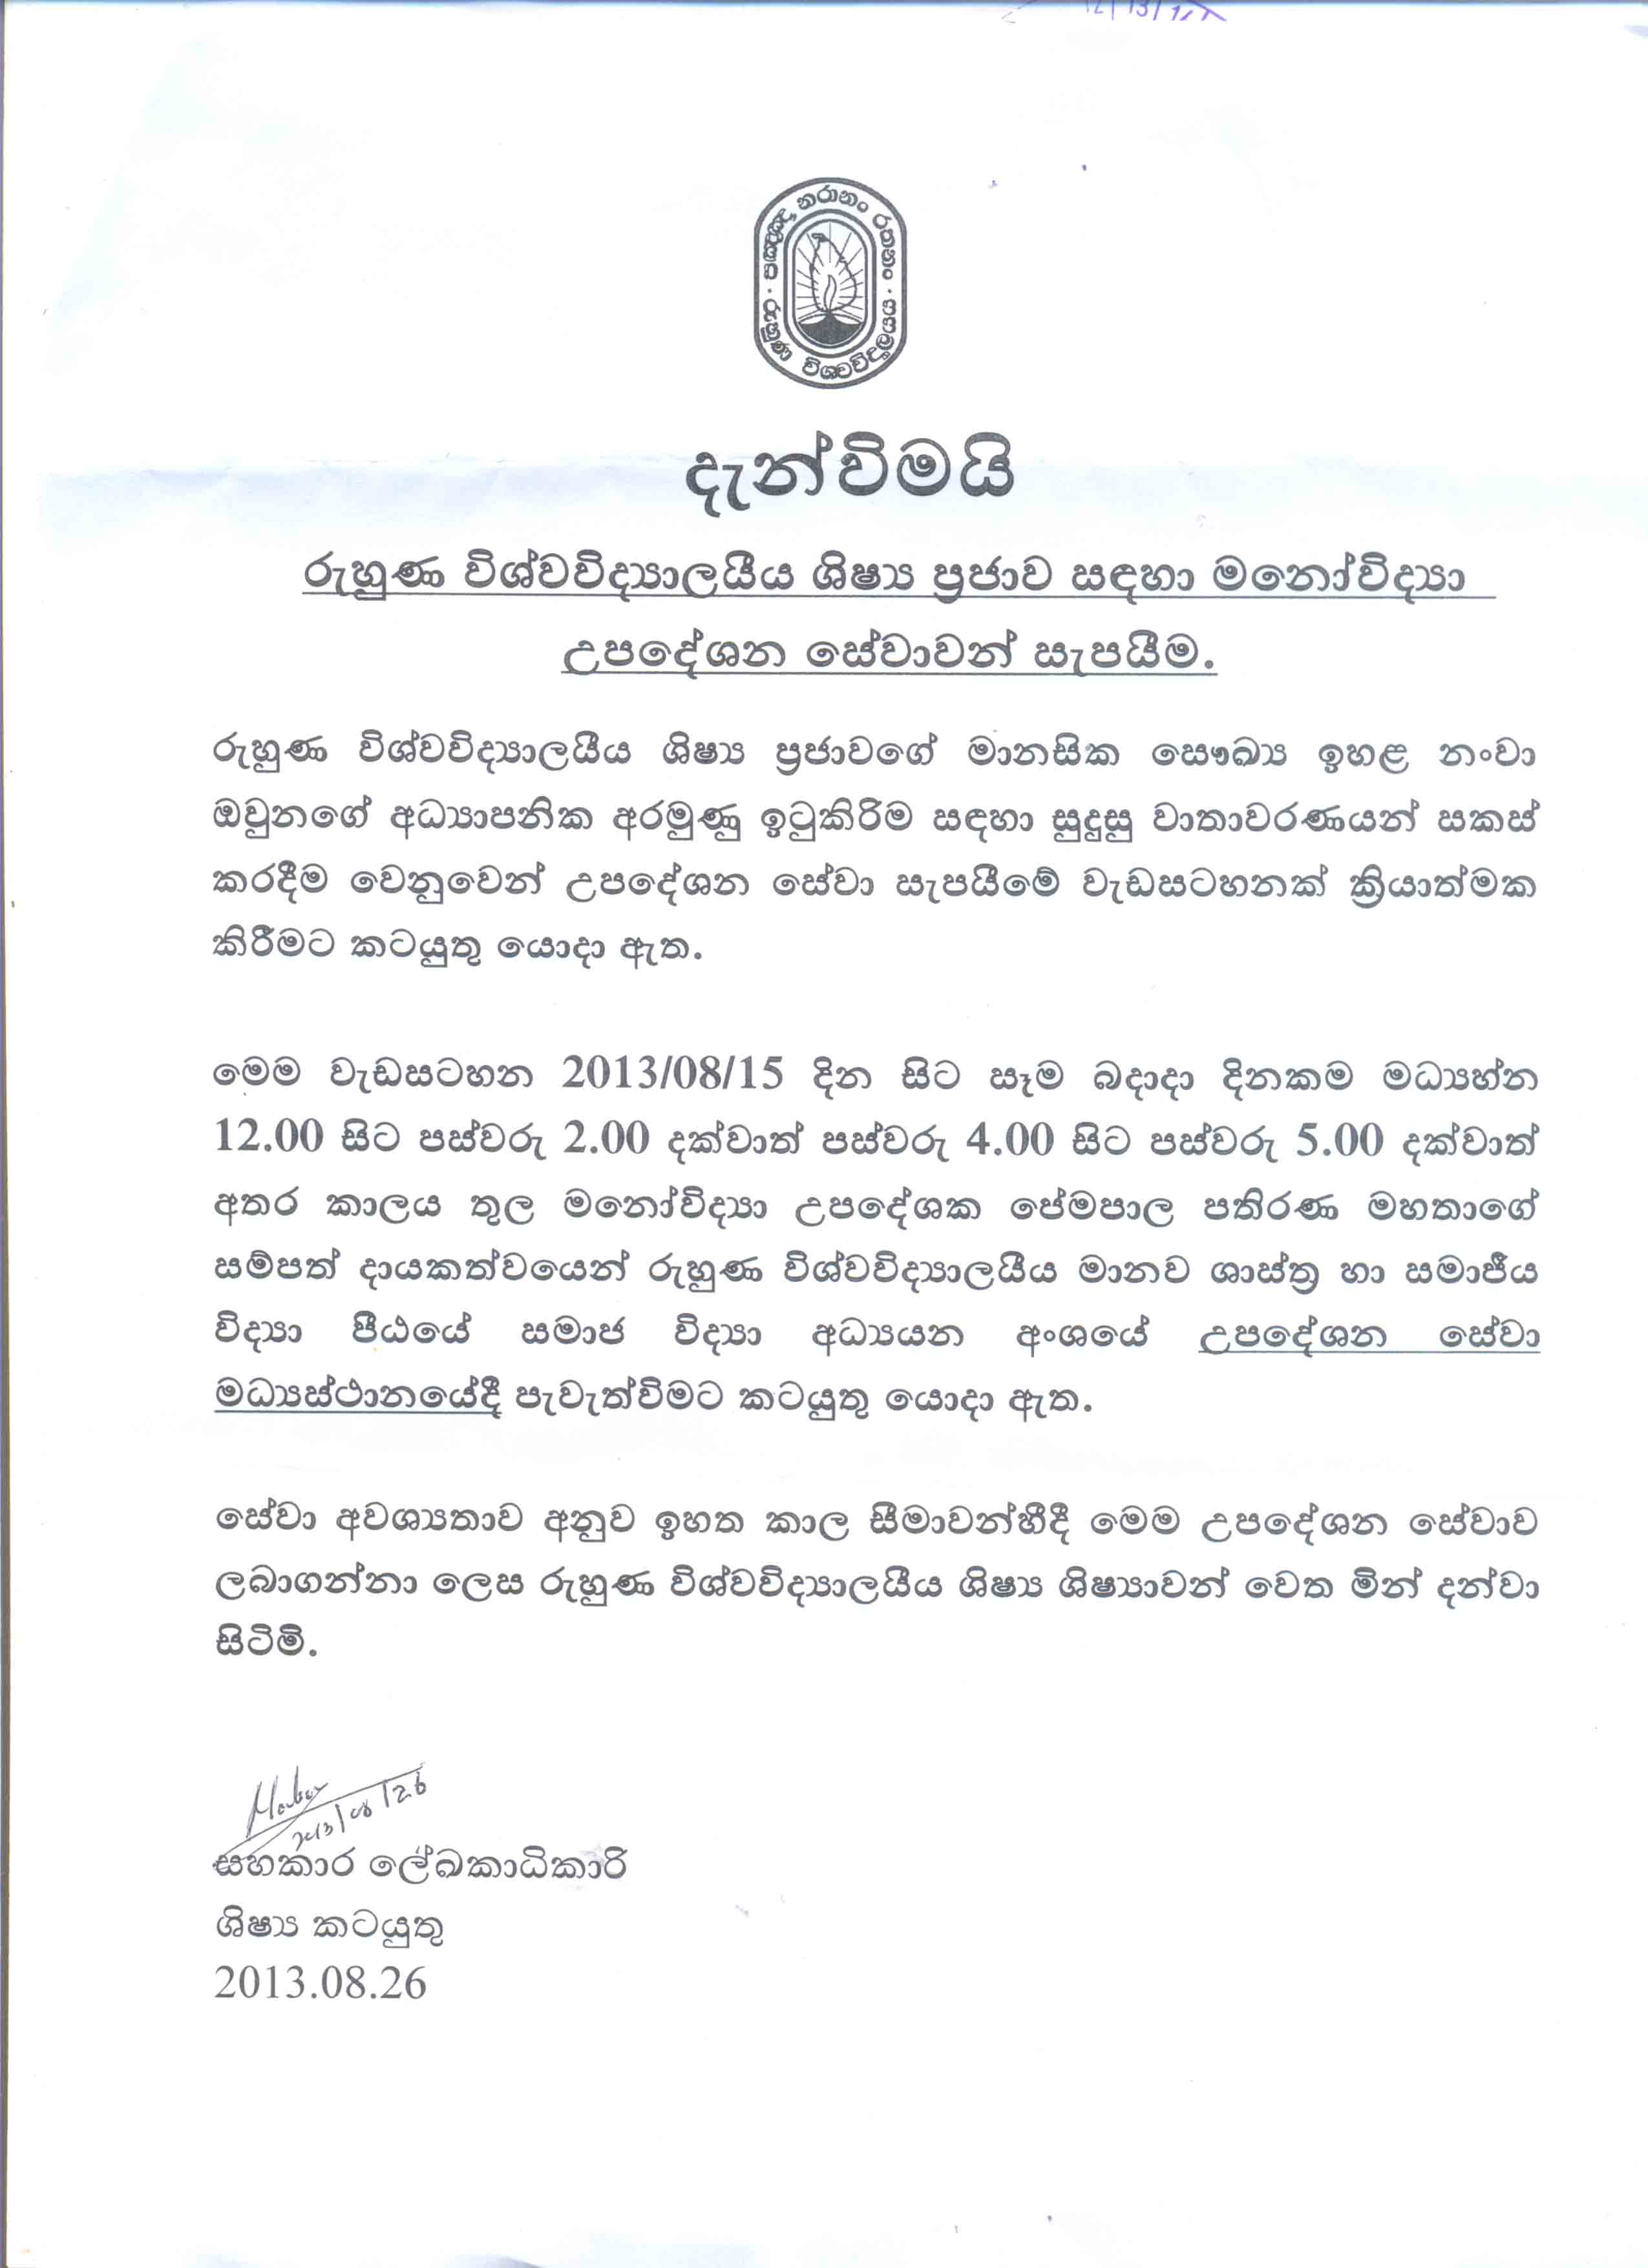 පඤ්ඤා නරානං රතනං
රුහුණ විශ්වවිද්‍යාලයය
දැන්විමයි
රුහුණ විශ්වවිද්‍යාලයීය ශිෂ්‍ය ප්‍රජාව සඳහා මනෝවිද්‍යා
උපදේශන සේවාවන් සැපයීම.
රුහුණ විශ්වවිද්‍යාලයීය ශිෂ්‍ය ප්‍රජාවගේ මානසික සෞඛ්‍ය ඉහළ නංවා
ඔවුනගේ අධ්‍යාපනික අරමුණු ඉටුකිරිම සඳහා සුදුසු වාතාවරණයන් සකස්
කරදීම වෙනුවෙන් උපදේශන සේවා සැපයීමේ වැඩසටහනක් ක්‍රියාත්මක
කිරීමට කටයුතු යොදා ඇත.
මෙම වැඩසටහන 2013/08/15 දින සිට සෑම බදාදා දිනකම මධ්‍යහ්න
12.00 සිට පස්වරු 2.00 දක්වාත් පස්වරු 4.00 සිට පස්වරු 5.00 දක්වාත්
අතර කාලය තුල මනෝවිද්‍යා උපදේශක පේමපාල පතිරණ මහතාගේ
සම්පත් දායකත්වයෙන් රුහුණ විශ්වවිද්‍යාලයීය මානව ශාස්ත්‍ර හා සමාජීය
විද්‍යා පීඨයේ සමාජ විද්‍යා අධ්‍යයන අංශයේ උපදේශන සේවා
මධ්‍යස්ථානයේදී පැවැත්විමට කටයුතු යොදා ඇත.
සේවා අවශ්‍යතාව අනුව ඉහත කාල සීමාවන්හීදී මෙම උපදේශන සේවාව
ලබාගන්නා ලෙස රුහුණ විශ්වවිද්‍යාලයීය ශිෂ්‍ය ශිෂ්‍යාවන් වෙත මින් දන්වා
සිටිමි.
2013/08/26
සහකාර ලේඛකාධිකාරි
ශිෂ්‍ය කටයුතු
2013.08.26